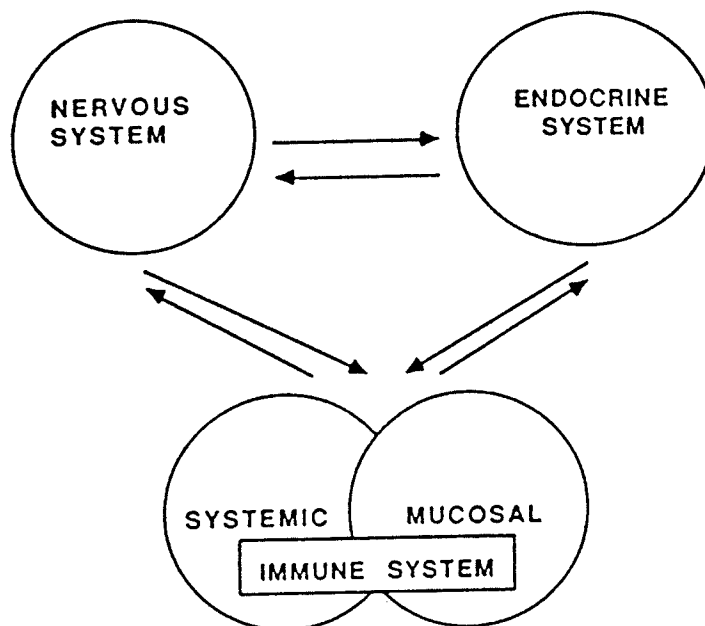 NERVOUS
SYSTEM
ENDOCRINE
SYSTEM
SYSTEMIC
MUCOSAL
IMMUNE SYSTEM